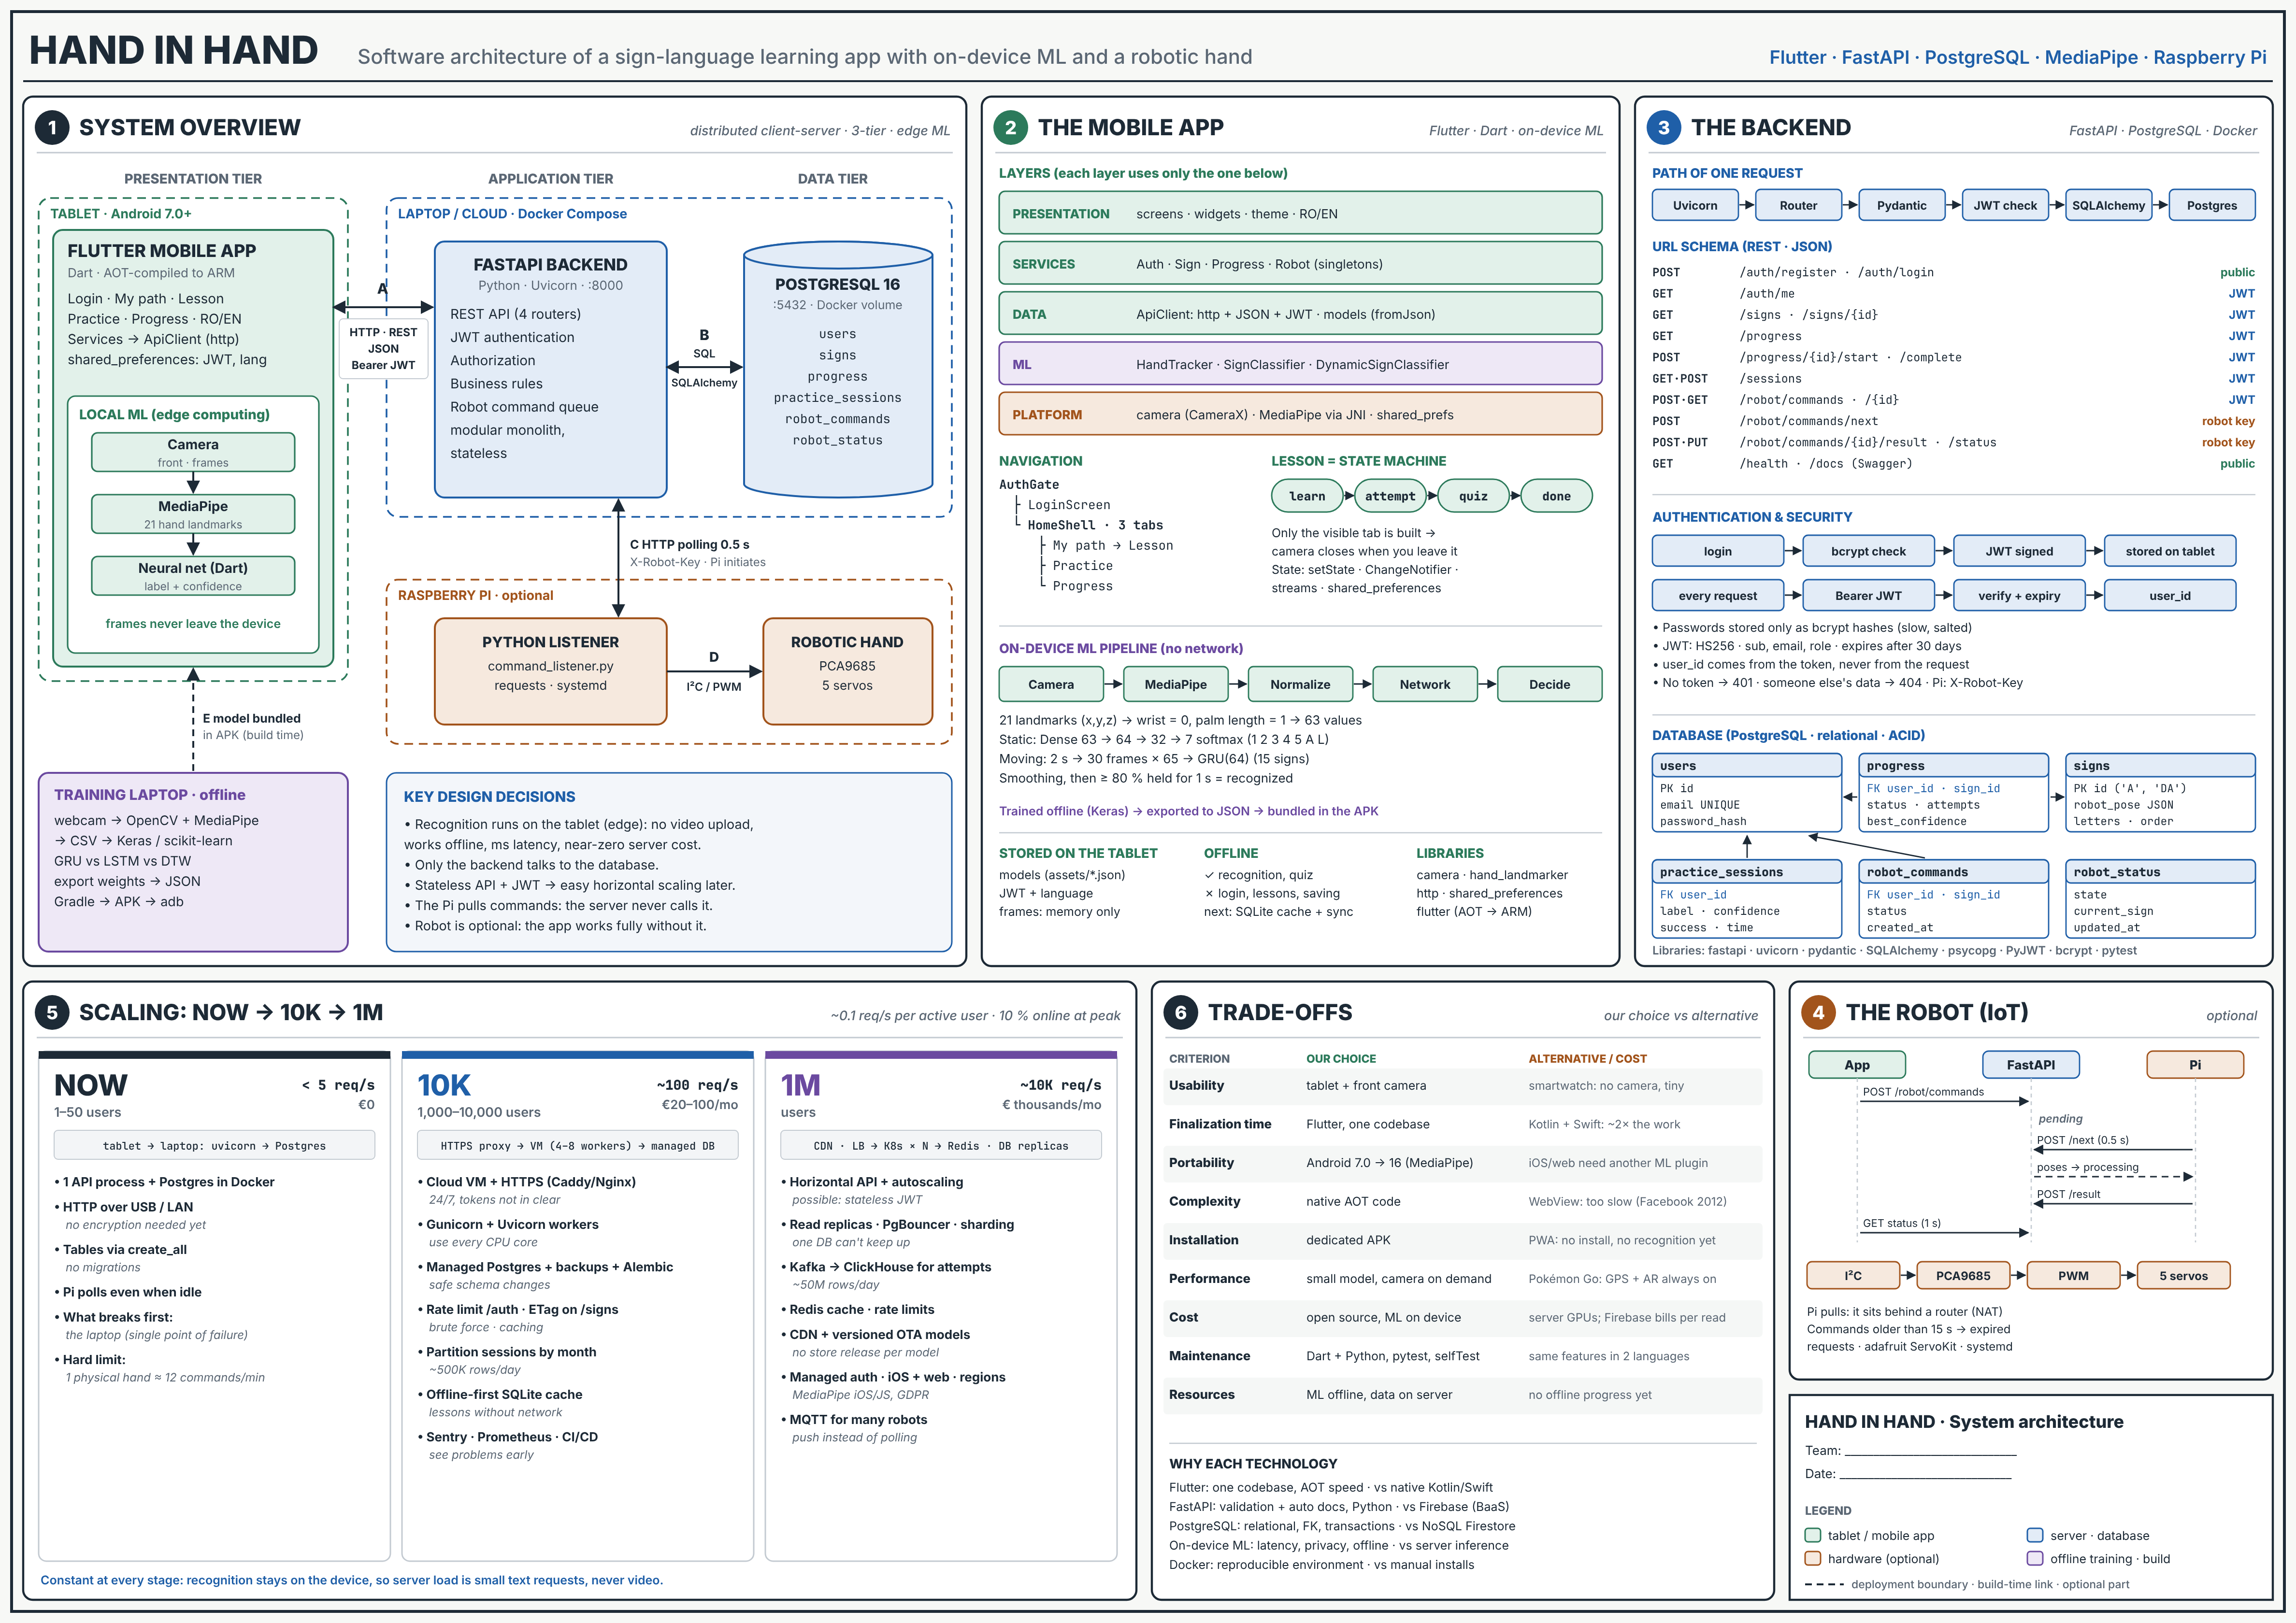 HAND IN HAND
Software architecture of a sign-language learning app with on-device ML and a robotic hand
Flutter · FastAPI · PostgreSQL · MediaPipe · Raspberry Pi
1 SYSTEM OVERVIEW
distributed client-server · 3-tier · edge ML
PRESENTATION TIER
APPLICATION TIER
DATA TIER
TABLET · Android 7.0+
FLUTTER MOBILE APP
Dart · AOT-compiled to ARM
Login · My path · Lesson
Practice · Progress · RO/EN
Services → ApiClient (http)
shared_preferences: JWT, lang
LOCAL ML (edge computing)
Camera
front · frames
MediaPipe
21 hand landmarks
Neural net (Dart)
label + confidence
frames never leave the device
A
HTTP · REST
JSON
Bearer JWT
LAPTOP / CLOUD · Docker Compose
FASTAPI BACKEND
Python · Uvicorn · :8000
REST API (4 routers)
JWT authentication
Authorization
Business rules
Robot command queue
modular monolith,
stateless
B
SQL
SQLAlchemy
POSTGRESQL 16
:5432 · Docker volume
users
signs
progress
practice_sessions
robot_commands
robot_status
C HTTP polling 0.5 s
X-Robot-Key · Pi initiates
RASPBERRY PI · optional
PYTHON LISTENER
command_listener.py
requests · systemd
D
I²C / PWM
ROBOTIC HAND
PCA9685
5 servos
E model bundled
in APK (build time)
TRAINING LAPTOP · offline
webcam → OpenCV + MediaPipe
→ CSV → Keras / scikit-learn
GRU vs LSTM vs DTW
export weights → JSON
Gradle → APK → adb
KEY DESIGN DECISIONS
• Recognition runs on the tablet (edge): no video upload,
works offline, ms latency, near-zero server cost.
• Only the backend talks to the database.
• Stateless API + JWT → easy horizontal scaling later.
• The Pi pulls commands: the server never calls it.
• Robot is optional: the app works fully without it.
2 THE MOBILE APP
Flutter · Dart · on-device ML
LAYERS (each layer uses only the one below)
PRESENTATION screens · widgets · theme · RO/EN
SERVICES Auth · Sign · Progress · Robot (singletons)
DATA ApiClient: http + JSON + JWT · models (fromJson)
ML HandTracker · SignClassifier · DynamicSignClassifier
PLATFORM camera (CameraX) · MediaPipe via JNI · shared_prefs
NAVIGATION
AuthGate
├ LoginScreen
└ HomeShell · 3 tabs
├ My path → Lesson
├ Practice
└ Progress
LESSON = STATE MACHINE
learn attempt quiz done
Only the visible tab is built →
camera closes when you leave it
State: setState · ChangeNotifier ·
streams · shared_preferences
ON-DEVICE ML PIPELINE (no network)
Camera MediaPipe Normalize Network Decide
21 landmarks (x,y,z) → wrist = 0, palm length = 1 → 63 values
Static: Dense 63 → 64 → 32 → 7 softmax (1 2 3 4 5 A L)
Moving: 2 s → 30 frames × 65 → GRU(64) (15 signs)
Smoothing, then ≥ 80 % held for 1 s = recognized
Trained offline (Keras) → exported to JSON → bundled in the APK
STORED ON THE TABLET
models (assets/*.json)
JWT + language
frames: memory only
OFFLINE
✓ recognition, quiz
× login, lessons, saving
next: SQLite cache + sync
LIBRARIES
camera · hand_landmarker
http · shared_preferences
flutter (AOT → ARM)
3 THE BACKEND
FastAPI · PostgreSQL · Docker
PATH OF ONE REQUEST
Uvicorn Router Pydantic JWT check SQLAlchemy Postgres
URL SCHEMA (REST · JSON)
POST /auth/register · /auth/login public
GET /auth/me JWT
GET /signs · /signs/{id} JWT
GET /progress JWT
POST /progress/{id}/start · /complete JWT
GET·POST /sessions JWT
POST·GET /robot/commands · /{id} JWT
POST /robot/commands/next robot key
POST·PUT /robot/commands/{id}/result · /status robot key
GET /health · /docs (Swagger) public
AUTHENTICATION & SECURITY
login bcrypt check JWT signed stored on tablet
every request Bearer JWT verify + expiry user_id
• Passwords stored only as bcrypt hashes (slow, salted)
• JWT: HS256 · sub, email, role · expires after 30 days
• user_id comes from the token, never from the request
• No token → 401 · someone else's data → 404 · Pi: X-Robot-Key
DATABASE (PostgreSQL · relational · ACID)
users
PK id
email UNIQUE
password_hash
progress
FK user_id · sign_id
status · attempts
best_confidence
signs
PK id ('A', 'DA')
robot_pose JSON
letters · order
practice_sessions
FK user_id
label · confidence
success · time
robot_commands
FK user_id · sign_id
status
created_at
robot_status
state
current_sign
updated_at
Libraries: fastapi · uvicorn · pydantic · SQLAlchemy · psycopg · PyJWT · bcrypt · pytest
5 SCALING: NOW → 10K → 1M
~0.1 req/s per active user · 10 % online at peak
NOW
< 5 req/s
1–50 users
€0
tablet → laptop: uvicorn → Postgres
• 1 API process + Postgres in Docker
• HTTP over USB / LAN
no encryption needed yet
• Tables via create_all
no migrations
• Pi polls even when idle
• What breaks first:
the laptop (single point of failure)
• Hard limit:
1 physical hand ≈ 12 commands/min
10K
~100 req/s
1,000–10,000 users
€20–100/mo
HTTPS proxy → VM (4–8 workers) → managed DB
• Cloud VM + HTTPS (Caddy/Nginx)
24/7, tokens not in clear
• Gunicorn + Uvicorn workers
use every CPU core
• Managed Postgres + backups + Alembic
safe schema changes
• Rate limit /auth · ETag on /signs
brute force · caching
• Partition sessions by month
~500K rows/day
• Offline-first SQLite cache
lessons without network
• Sentry · Prometheus · CI/CD
see problems early
1M
~10K req/s
users
€ thousands/mo
CDN · LB → K8s × N → Redis · DB replicas
• Horizontal API + autoscaling
possible: stateless JWT
• Read replicas · PgBouncer · sharding
one DB can't keep up
• Kafka → ClickHouse for attempts
~50M rows/day
• Redis cache · rate limits
• CDN + versioned OTA models
no store release per model
• Managed auth · iOS + web · regions
MediaPipe iOS/JS, GDPR
• MQTT for many robots
push instead of polling
Constant at every stage: recognition stays on the device, so server load is small text requests, never video.
6 TRADE-OFFS
our choice vs alternative
CRITERION OUR CHOICE ALTERNATIVE / COST
Usability tablet + front camera smartwatch: no camera, tiny
Finalization time Flutter, one codebase Kotlin + Swift: ~2× the work
Portability Android 7.0 → 16 (MediaPipe) iOS/web need another ML plugin
Complexity native AOT code WebView: too slow (Facebook 2012)
Installation dedicated APK PWA: no install, no recognition yet
Performance small model, camera on demand Pokémon Go: GPS + AR always on
Cost open source, ML on device server GPUs; Firebase bills per read
Maintenance Dart + Python, pytest, selfTest same features in 2 languages
Resources ML offline, data on server no offline progress yet
WHY EACH TECHNOLOGY
Flutter: one codebase, AOT speed · vs native Kotlin/Swift
FastAPI: validation + auto docs, Python · vs Firebase (BaaS)
PostgreSQL: relational, FK, transactions · vs NoSQL Firestore
On-device ML: latency, privacy, offline · vs server inference
Docker: reproducible environment · vs manual installs
4 THE ROBOT (IoT)
optional
App FastAPI Pi
POST /robot/commands
pending
POST /next (0.5 s)
poses → processing
POST /result
GET status (1 s)
I²C PCA9685 PWM 5 servos
Pi pulls: it sits behind a router (NAT)
Commands older than 15 s → expired
requests · adafruit ServoKit · systemd
HAND IN HAND · System architecture
Team: ____________________________
Date: ____________________________
LEGEND
tablet / mobile app
server · database
hardware (optional)
offline training · build
deployment boundary · build-time link · optional part